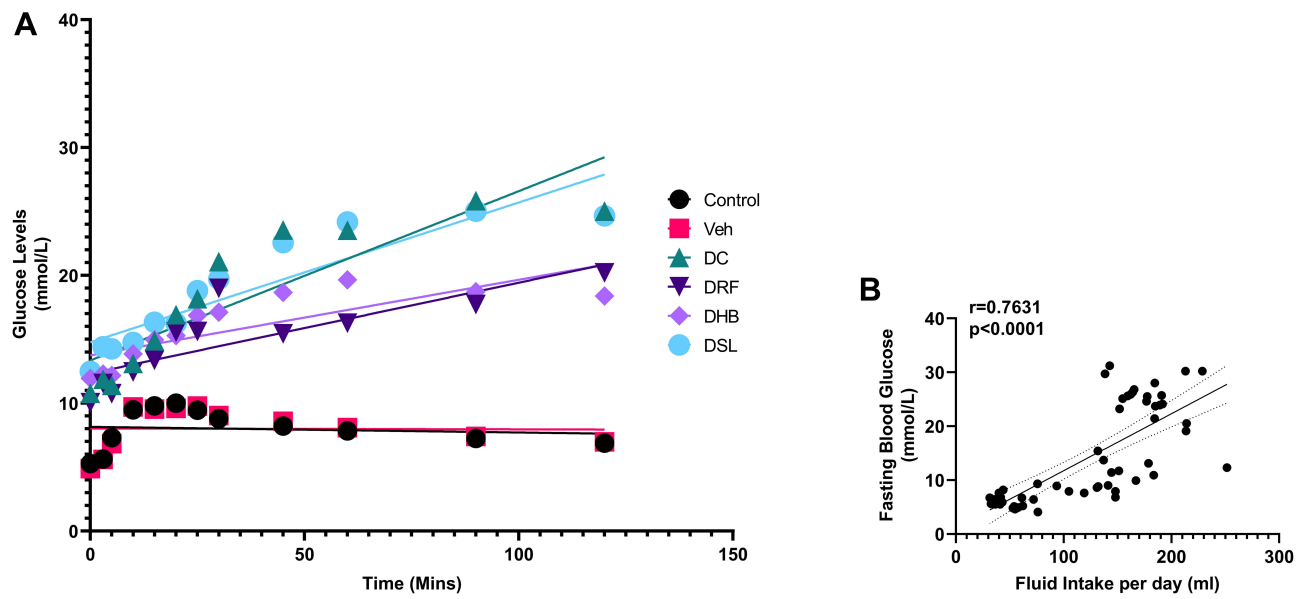 A
Glucose Levels
(mmol/L)
40
30
20
10
0
0 50 100 150
Time (Mins)
Control
Veh
DC
DRF
DHB
DSL
B
r=0.7631
p<0.0001
Fasting Blood Glucose
(mmol/L)
40
30
20
10
0
0 100 200 300
Fluid Intake per day (ml)